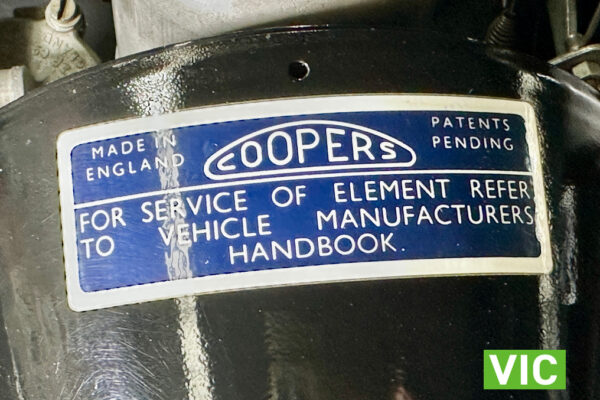 MADE IN
ENGLAND
COOPERS
PATENTS
PENDING
FOR SERVICE OF ELEMENT REFER
TO VEHICLE MANUFACTURERS
HANDBOOK.
VIC